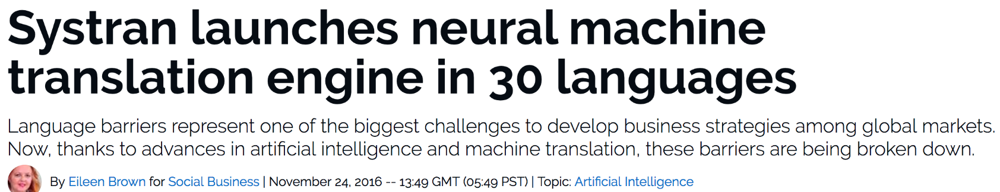 Systran launches neural machine
translation engine in 30 languages
Language barriers represent one of the biggest challenges to develop business strategies among global markets.
Now, thanks to advances in artificial intelligence and machine translation, these barriers are being broken down.
By Eileen Brown for Social Business | November 24, 2016 -- 13:49 GMT (05:49 PST) | Topic: Artificial Intelligence